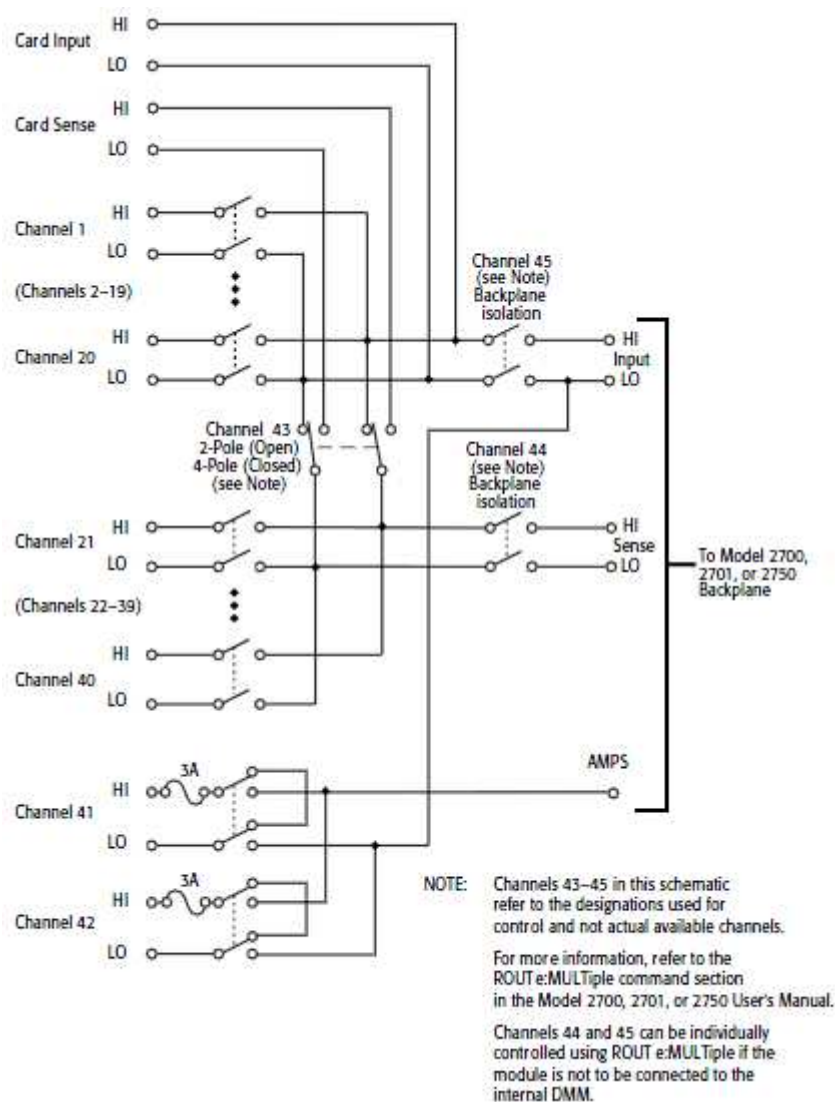 Card Input
HI
LO
Card Sense
HI
LO
Channel 1
HI
LO
(Channels 2–19)
Channel 20
HI
LO
Channel 45
(see Note)
Backplane
isolation
HI
Input
LO
Channel 43
2-Pole (Open)
4-Pole (Closed)
(see Note)
Channel 44
(see Note)
Backplane
isolation
Channel 21
HI
LO
HI
Sense
LO
To Model 2700,
2701, or 2750
Backplane
(Channels 22–39)
Channel 40
HI
LO
AMPS
Channel 41
HI
3A
LO
Channel 42
HI
3A
LO
NOTE: Channels 43–45 in this schematic
refer to the designations used for
control and not actual available channels.
For more information, refer to the
ROUT e:MULTiple command section
in the Model 2700, 2701, or 2750 User's Manual.
Channels 44 and 45 can be individually
controlled using ROUT e:MULTiple if the
module is not to be connected to the
internal DMM.